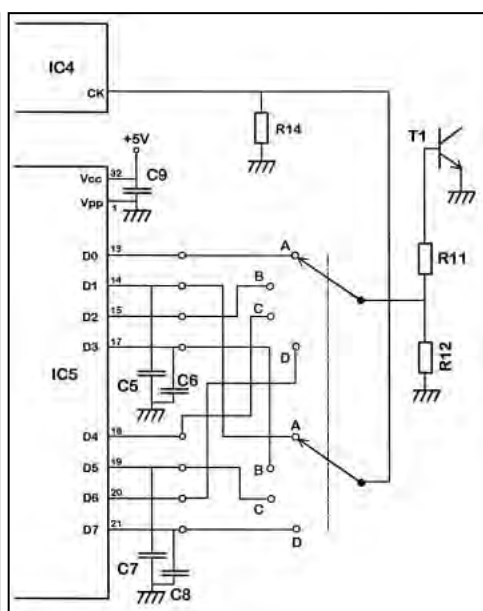 IC4
CK
R14
T1
+5V
Vcc 32 C9
Vpp 1
R11
D0 13 A
D1 14 B
D2 15 C
D3 17 D
R12
IC5
C5 C6
D4 18 A
D5 19 B
D6 20 C
D7 21 D
C7
C8